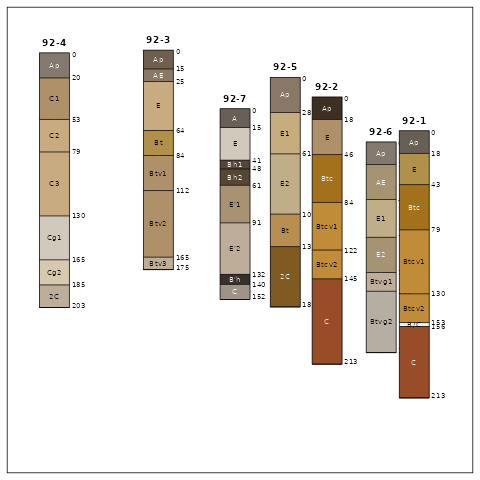 92-4
0
Ap
20
C1
53
C2
79
C3
130
Cg1
165
Cg2
185
2C
203
92-3
0
Ap
15
AE
25
E
64
Bt
84
Btv1
112
Btv2
165
Btv3
175
92-7
0
A
15
E
41
Bh1
48
Bh2
61
E'1
91
E'2
132
B'h
140
C
152
92-5
0
Ap
28
E1
61
E2
10
Bt
13
2C
18
92-2
0
Ap
18
E
46
Btc
84
Btcv1
122
Btcv2
145
C
213
92-6
Ap
AE
E1
E2
Btvg1
Btvg2
92-1
0
Ap
18
E
43
Btc
79
Btcv1
130
Btcv2
153
156
C
213